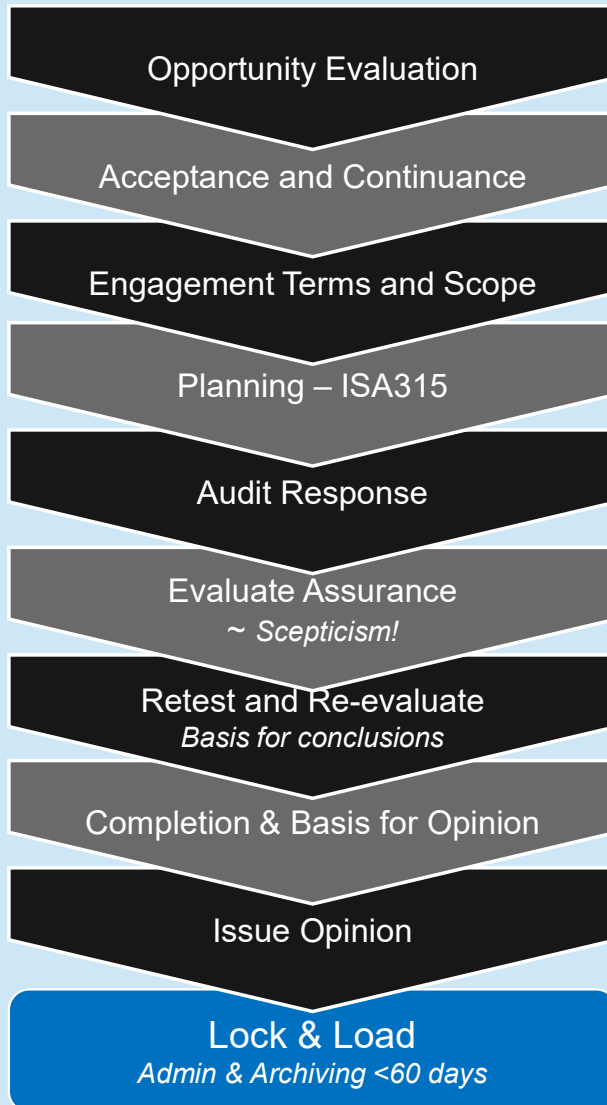 Opportunity Evaluation
Acceptance and Continuance
Engagement Terms and Scope
Planning – ISA315
Audit Response
Evaluate Assurance
~ Scepticism!
Retest and Re-evaluate
Basis for conclusions
Completion & Basis for Opinion
Issue Opinion
Lock & Load
Admin & Archiving <60 days